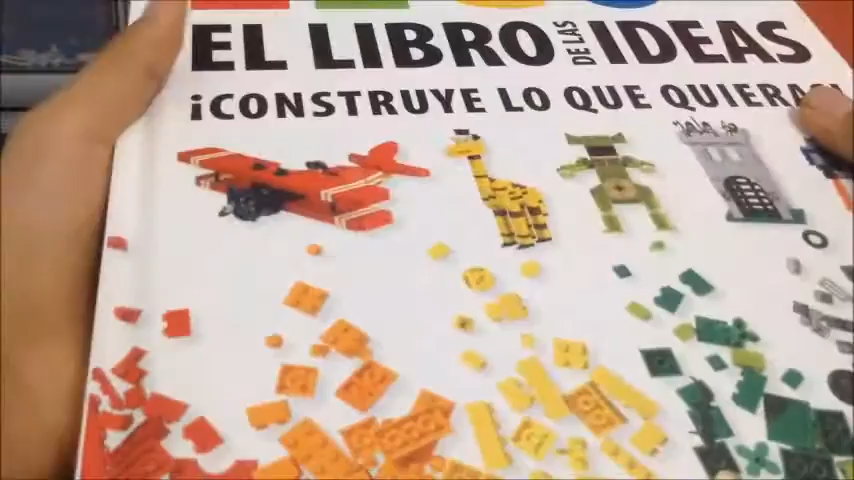 EL LIBRO DE LAS IDEAS
¡CONSTRUYE LO QUE QUIERAS!